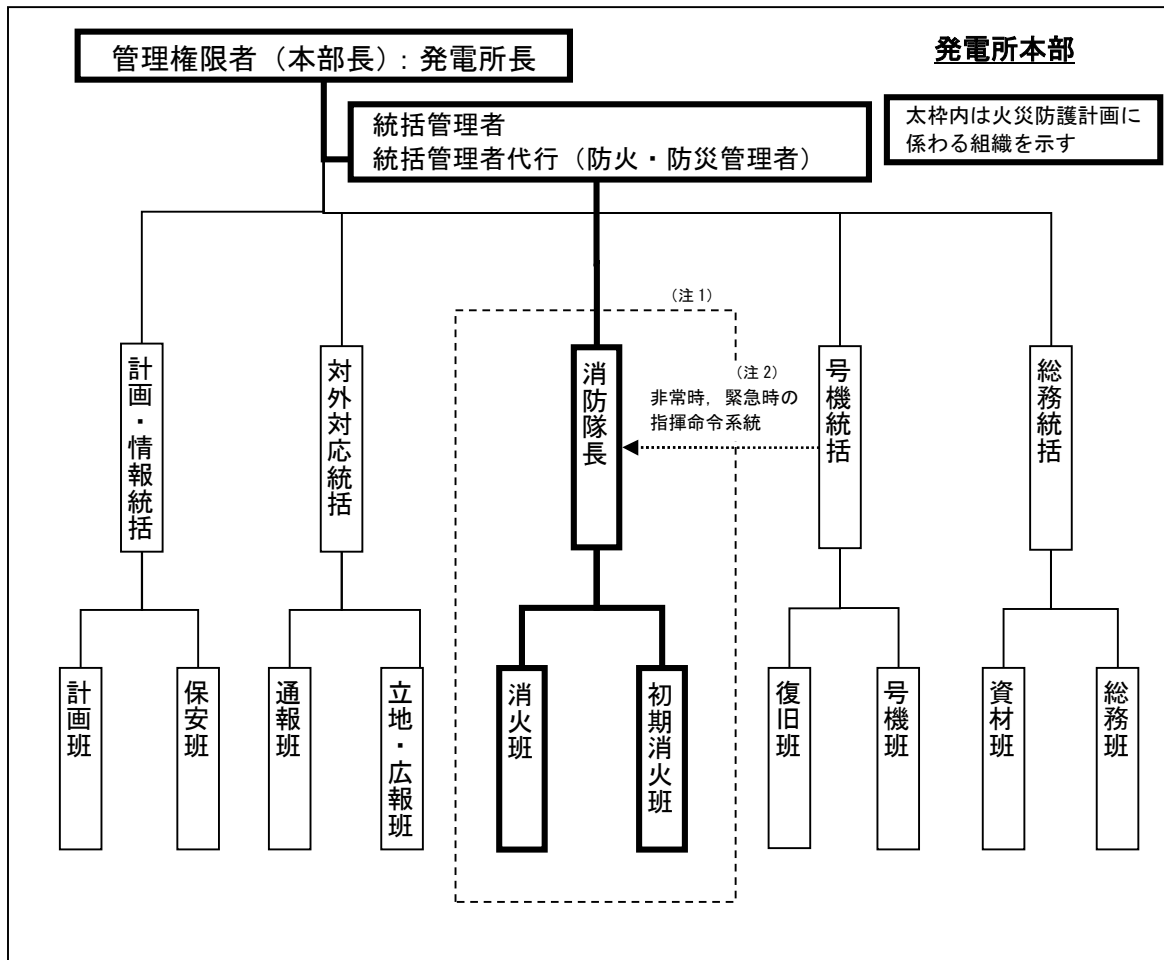 管理権限者（本部長）：発電所長
発電所本部
統括管理者
統括管理者代行（防火・防災管理者）
太枠内は火災防護計画に
係わる組織を示す
（注1）
計画・情報統括
対外対応統括
消防隊長
（注2）
非常時，緊急時の
指揮命令系統
号機統括
総務統括
計画班
保安班
通報班
立地・広報班
消火班
初期消火班
復旧班
号機班
資材班
総務班